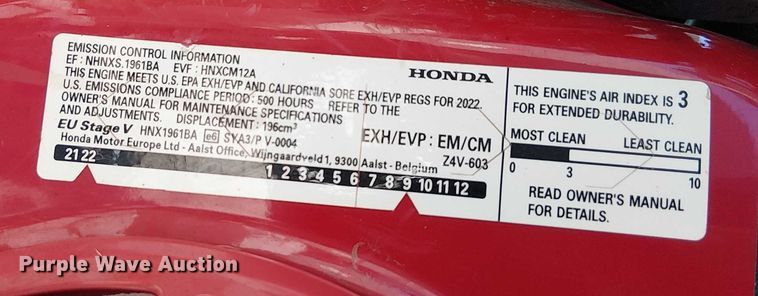 EMISSION CONTROL INFORMATION
EF: NHNXS.1961BA EVF: HNXCM12A
HONDA
THIS ENGINE MEETS U.S. EPA EXH/EVP AND CALIFORNIA SORE EXH/EVP REGS FOR 2022.
U.S. EMISSIONS COMPLIANCE PERIOD: 500 HOURS REFER TO THE
OWNER'S MANUAL FOR MAINTENANCE SPECIFICATIONS
AND ADJUSTMENTS. DISPLACEMENT: 196cm³
EXH/EVP: EM/CM
EU Stage V HNX1961BA e6 SYA3/P V-0004
Z4V-603
Honda Motor Europe Ltd - Aalst Office, Wijngaardveld 1, 9300 Aalst - Belgium
21 22
1 2 3 4 5 6 7 8 9 10 11 12
THIS ENGINE'S AIR INDEX IS 3
FOR EXTENDED DURABILITY.
MOST CLEAN LEAST CLEAN
0 3 10
READ OWNER'S MANUAL
FOR DETAILS.
Purple Wave Auction